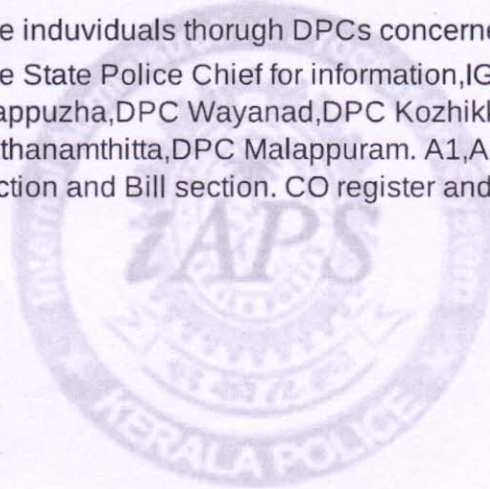 e induviduals thorugh DPCs concerne
e State Police Chief for information,IG
appuzha,DPC Wayanad,DPC Kozhik
thanamthitta,DPC Malappuram. A1,A
ction and Bill section. CO register and
iAPS
KERALA POLICE